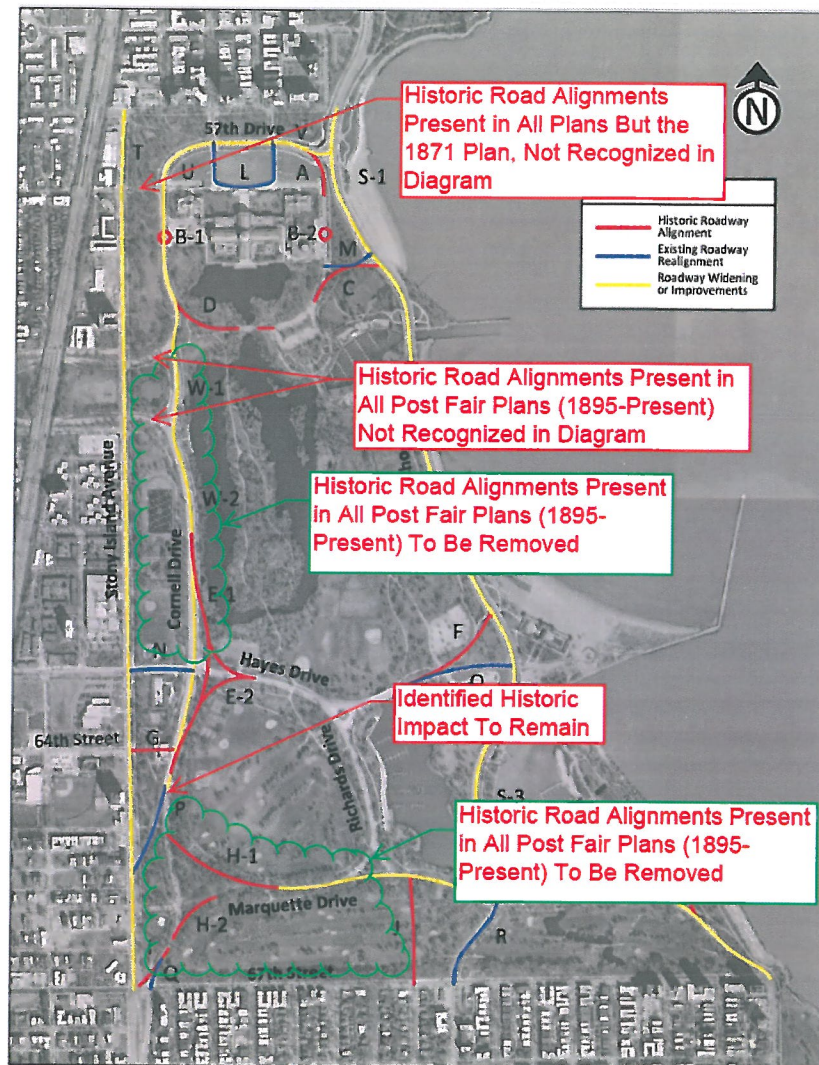 Historic Road Alignments
Present in All Plans But the
1871 Plan, Not Recognized in
Diagram
N
57th Drive
V
T
U
L
A
S-1
Historic Roadway
Alignment
Existing Roadway
Realignment
Roadway Widening
or Improvements
B-1
B-2
M
C
D
Historic Road Alignments Present in
All Post Fair Plans (1895-Present)
Not Recognized in Diagram
W-1
Historic Road Alignments Present
in All Post Fair Plans (1895-
Present) To Be Removed
W-2
Stony Island Avenue
Cornell Drive
E-1
F
N
Hayes Drive
E-2
Identified Historic
Impact To Remain
64th Street
G
Richards Drive
S-3
P
Historic Road Alignments Present
in All Post Fair Plans (1895-
Present) To Be Removed
H-1
Marquette Drive
H-2
R
Q
67th Street